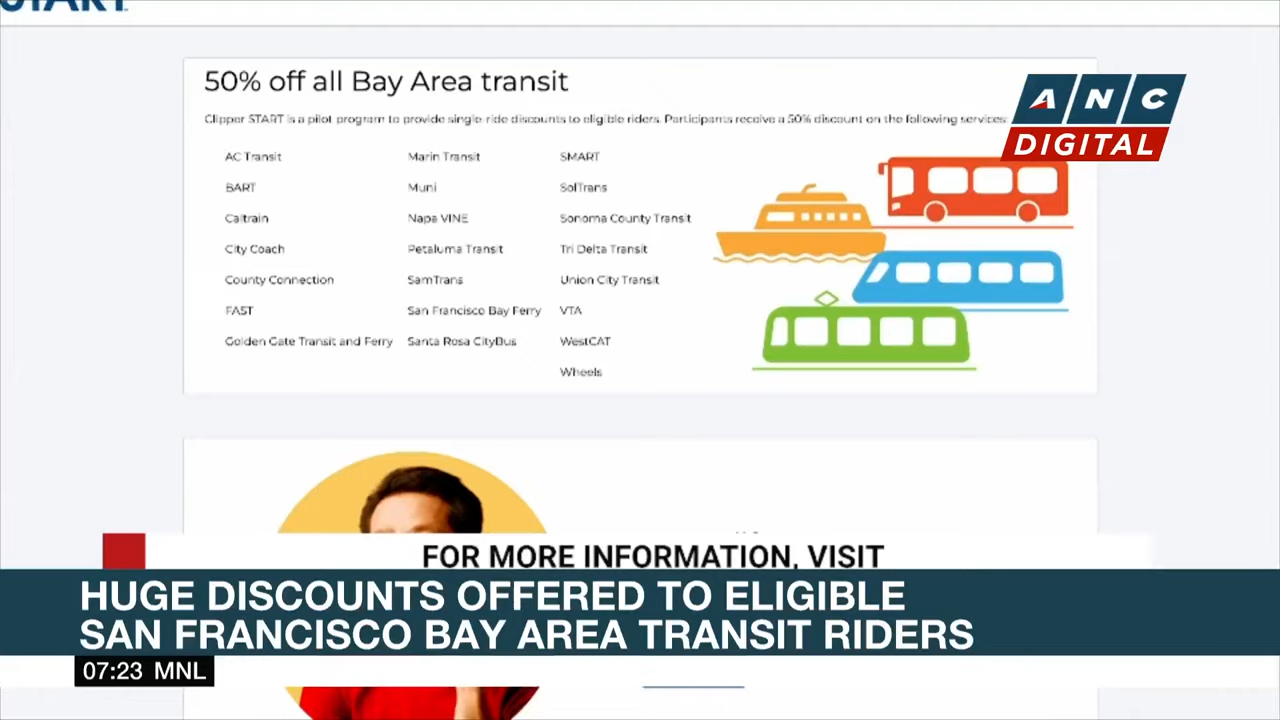 START
50% off all Bay Area transit
Clipper START is a pilot program to provide single-ride discounts to eligible riders. Participants receive a 50% discount on the following services:
AC Transit
BART
Caltrain
City Coach
County Connection
FAST
Golden Gate Transit and Ferry
Marin Transit
Muni
Napa VINE
Petaluma Transit
SamTrans
San Francisco Bay Ferry
Santa Rosa CityBus
SMART
SolTrans
Sonoma County Transit
Tri Delta Transit
Union City Transit
VTA
WestCAT
Wheels
ANC
DIGITAL
FOR MORE INFORMATION, VISIT
HUGE DISCOUNTS OFFERED TO ELIGIBLE
SAN FRANCISCO BAY AREA TRANSIT RIDERS
07:23 MNL